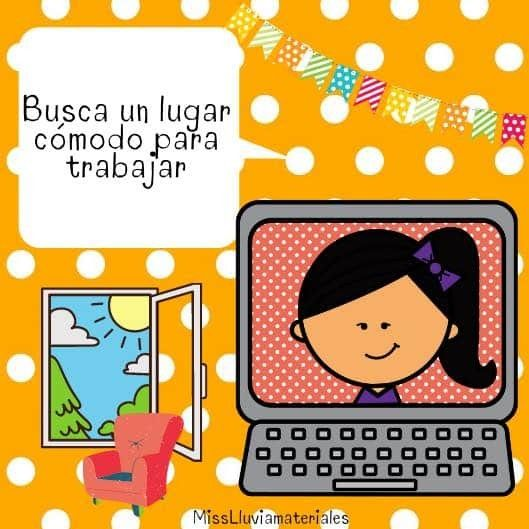 Busca un lugar
cómodo para
trabajar
MissLluviamateriales